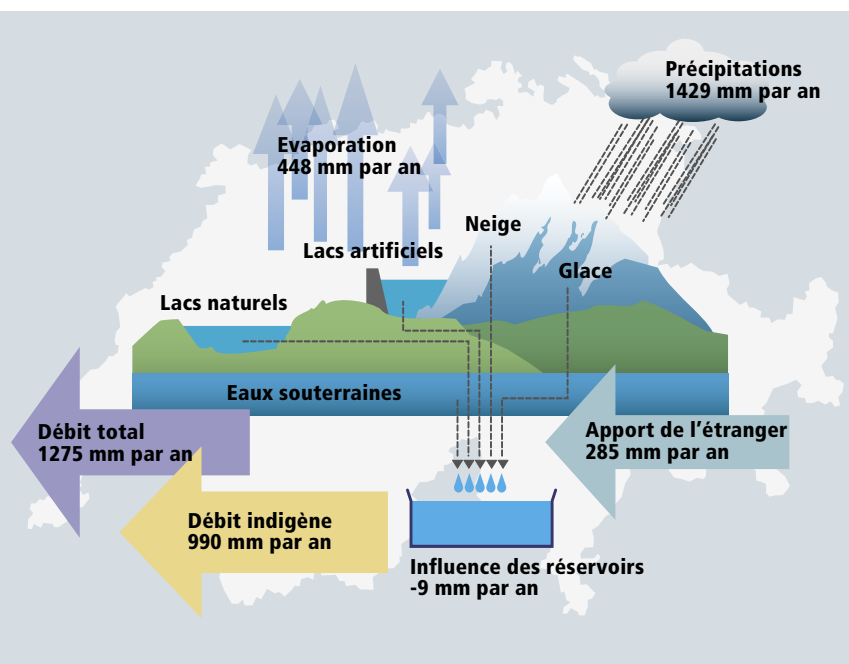 Précipitations
1429 mm par an
Evaporation
448 mm par an
Neige
Lacs artificiels
Glace
Lacs naturels
Eaux souterraines
Débit total
1275 mm par an
Apport de l'étranger
285 mm par an
Débit indigène
990 mm par an
Influence des réservoirs
-9 mm par an